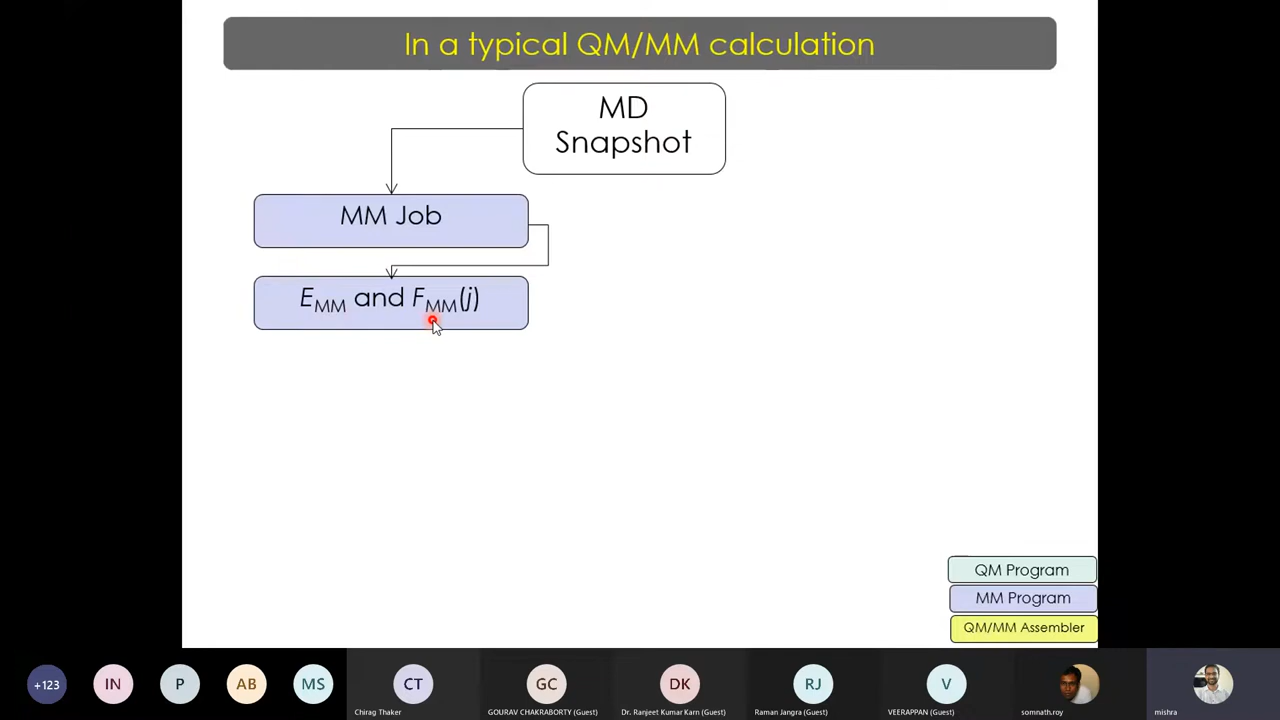 In a typical QM/MM calculation
MD
Snapshot
MM Job
EMM and FMM(j)
QM Program
MM Program
QM/MM Assembler
+123
IN
P
AB
MS
CT
GC
DK
RJ
V
Chirag Thaker
GOURAV CHAKRABORTY (Guest)
Dr. Ranjeet Kumar Karn (Guest)
Raman Jangra (Guest)
VEERAPPAN (Guest)
somnath.roy
mishra